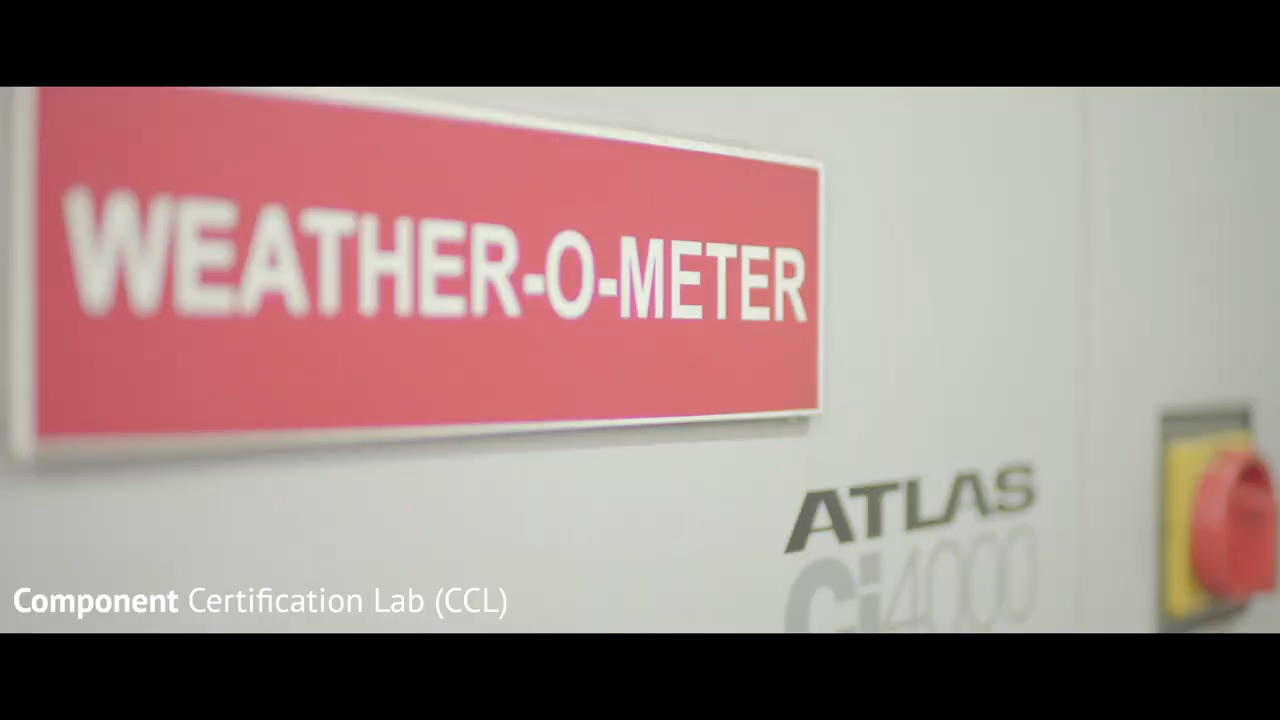 WEATHER-O-METER
ATLAS
Ci4000
Component Certification Lab (CCL)